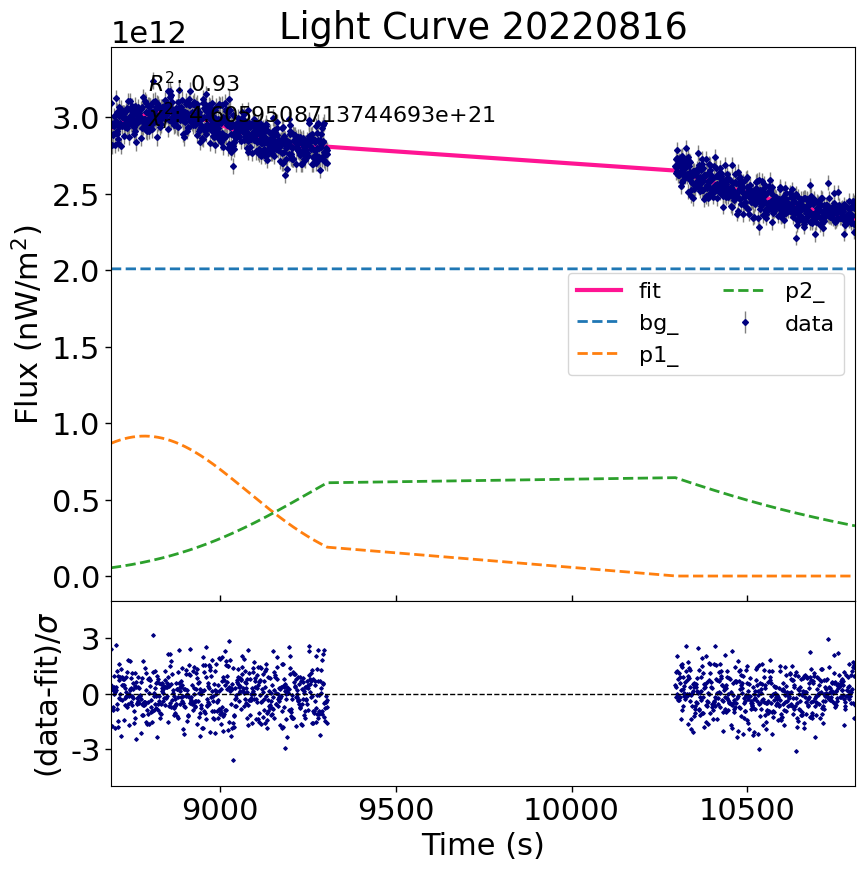 Light Curve 20220816
1e12
R²: 0.93
χ²: 4.6059508713744693e+21
3.0
2.5
2.0
1.5
1.0
0.5
0.0
Flux (nW/m²)
fit
bg_
p1_
p2_
data
3
0
-3
(data-fit)/σ
9000
9500
10000
10500
Time (s)